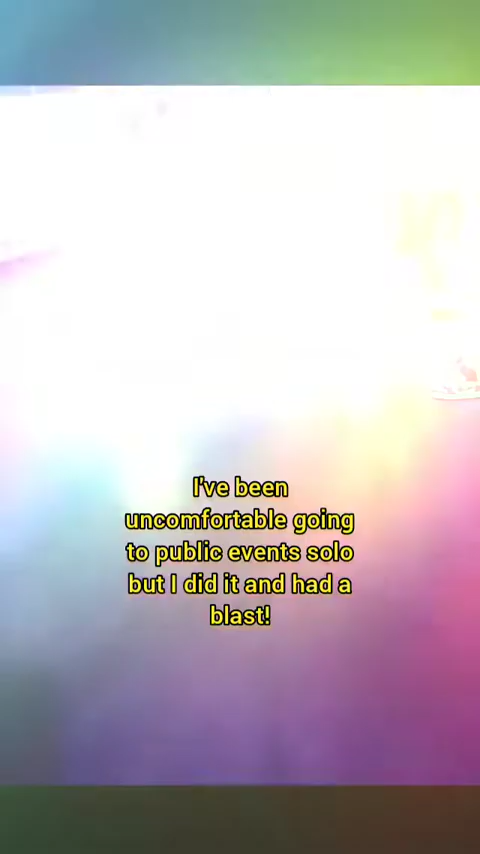 I've been
uncomfortable going
to public events solo
but I did it and had a
blast!